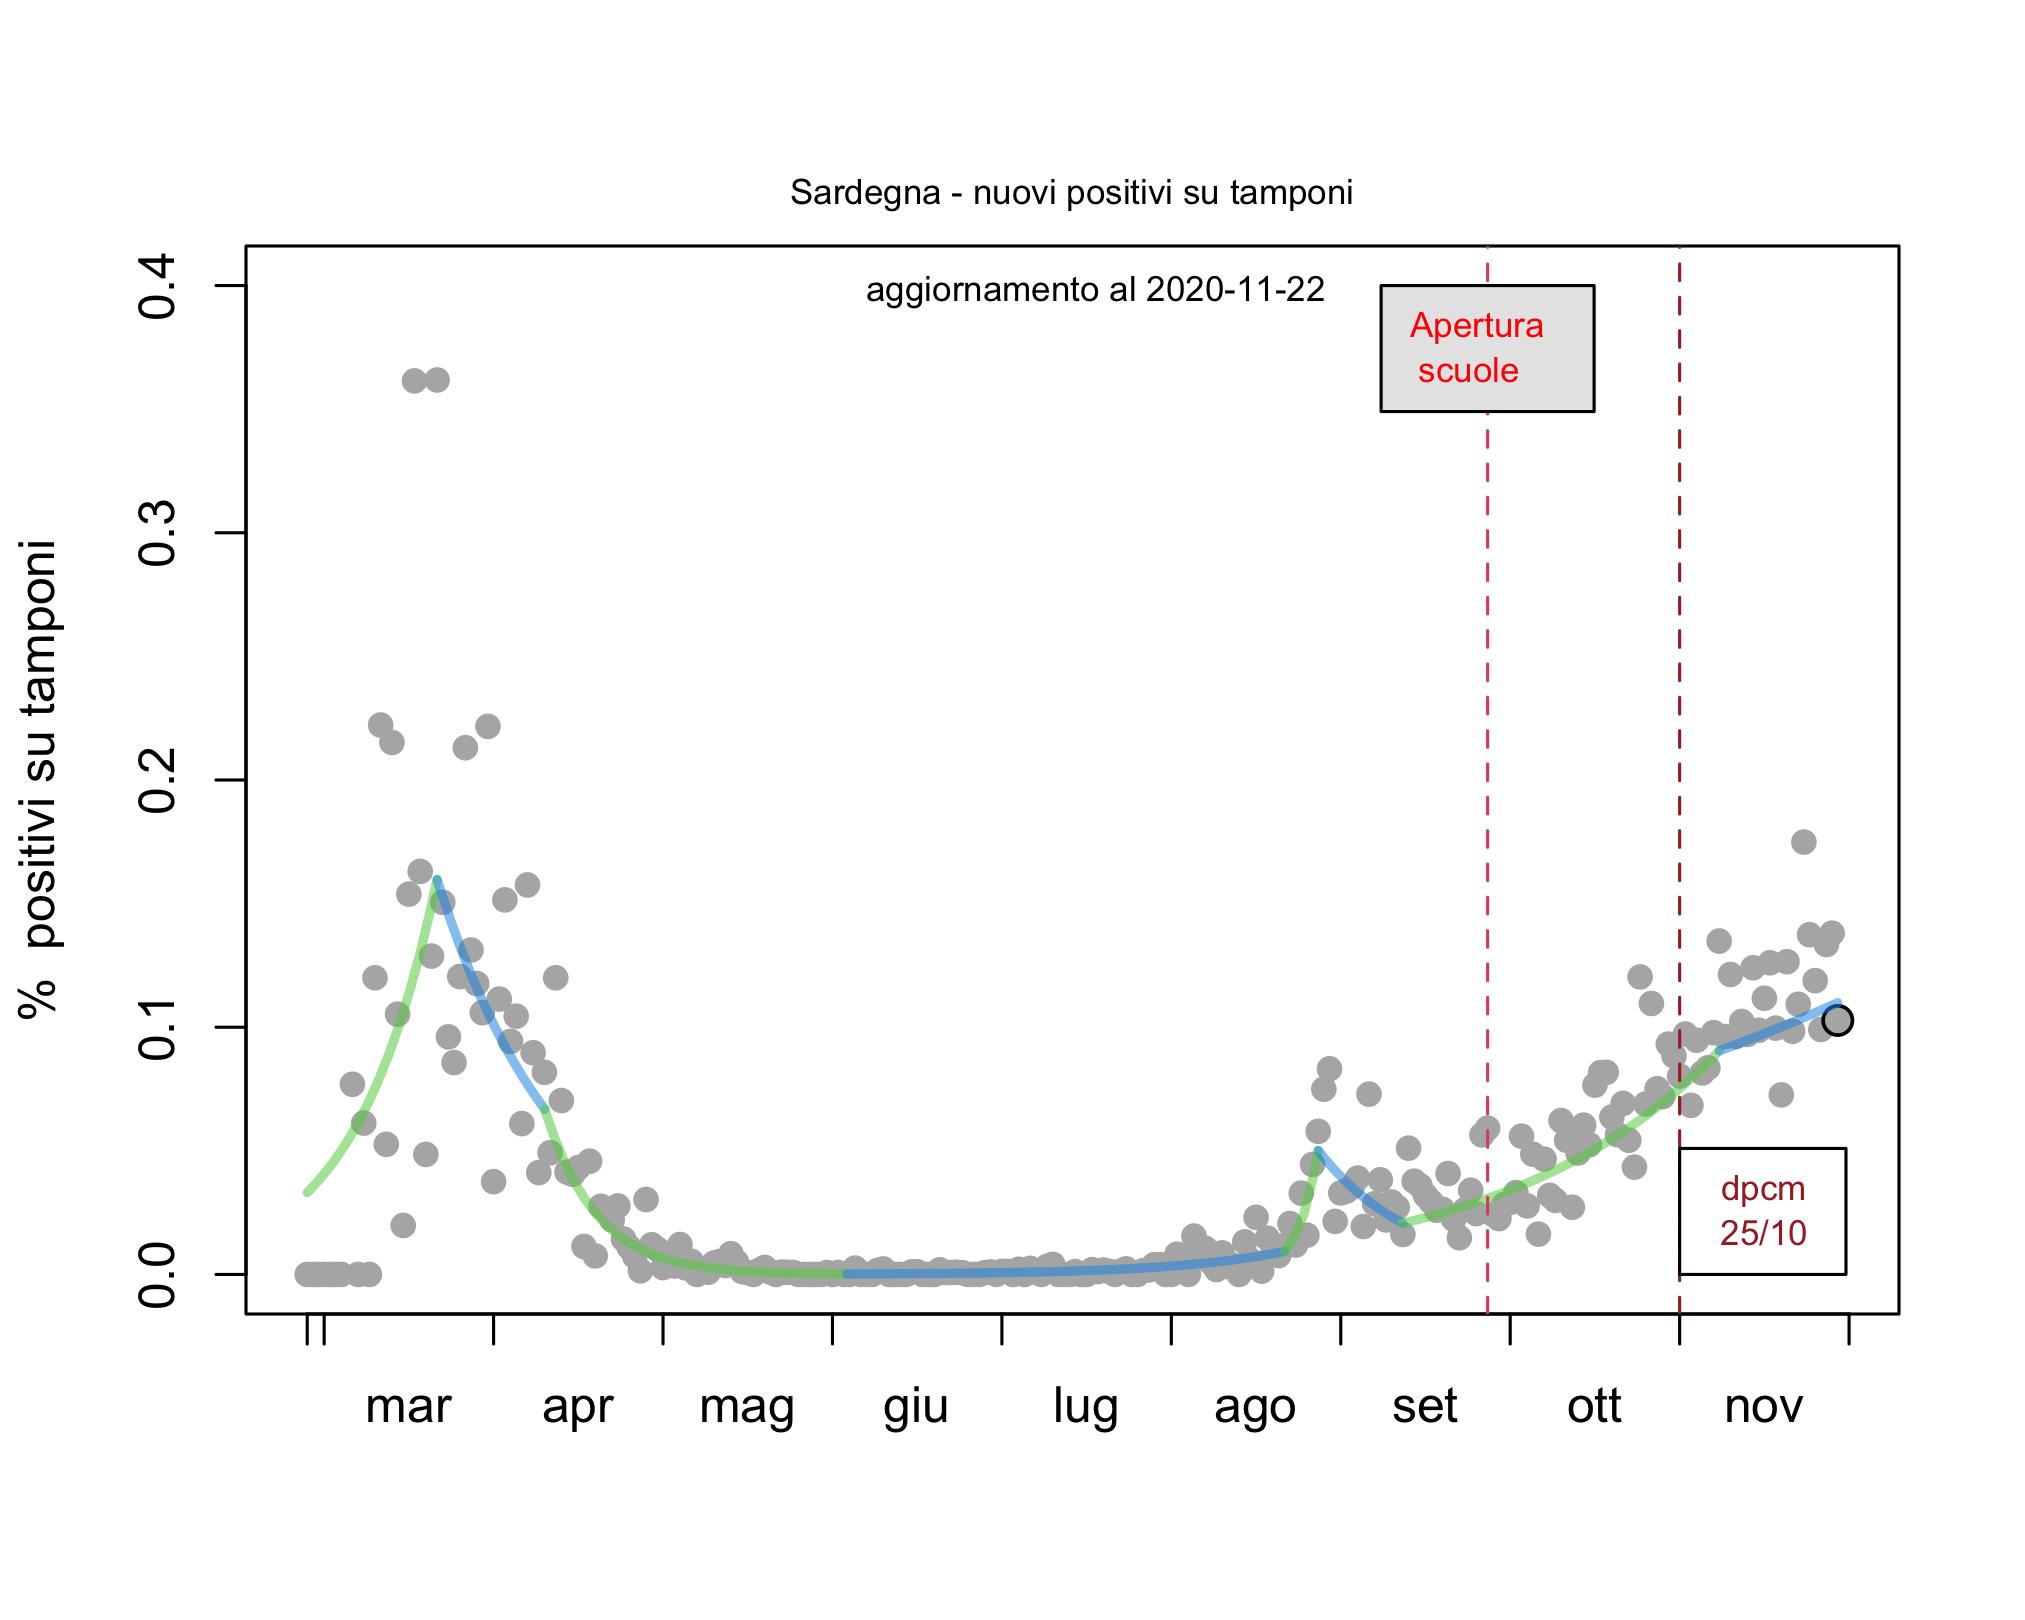 Sardegna - nuovi positivi su tamponi
aggiornamento al 2020-11-22
Apertura
scuole
% positivi su tamponi
0.4
0.3
0.2
0.1
0.0
dpcm
25/10
mar apr mag giu lug ago set ott nov